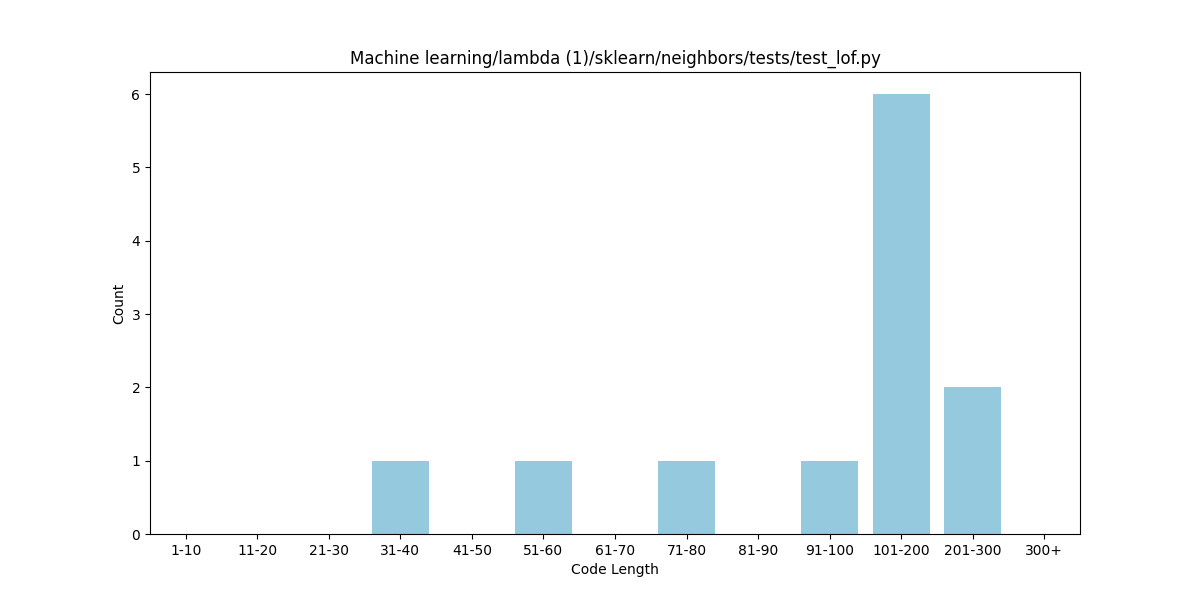 Machine learning/lambda (1)/sklearn/neighbors/tests/test_lof.py
6
5
4
3
2
1
0
Count
1-10 11-20 21-30 31-40 41-50 51-60 61-70 71-80 81-90 91-100 101-200 201-300 300+
Code Length